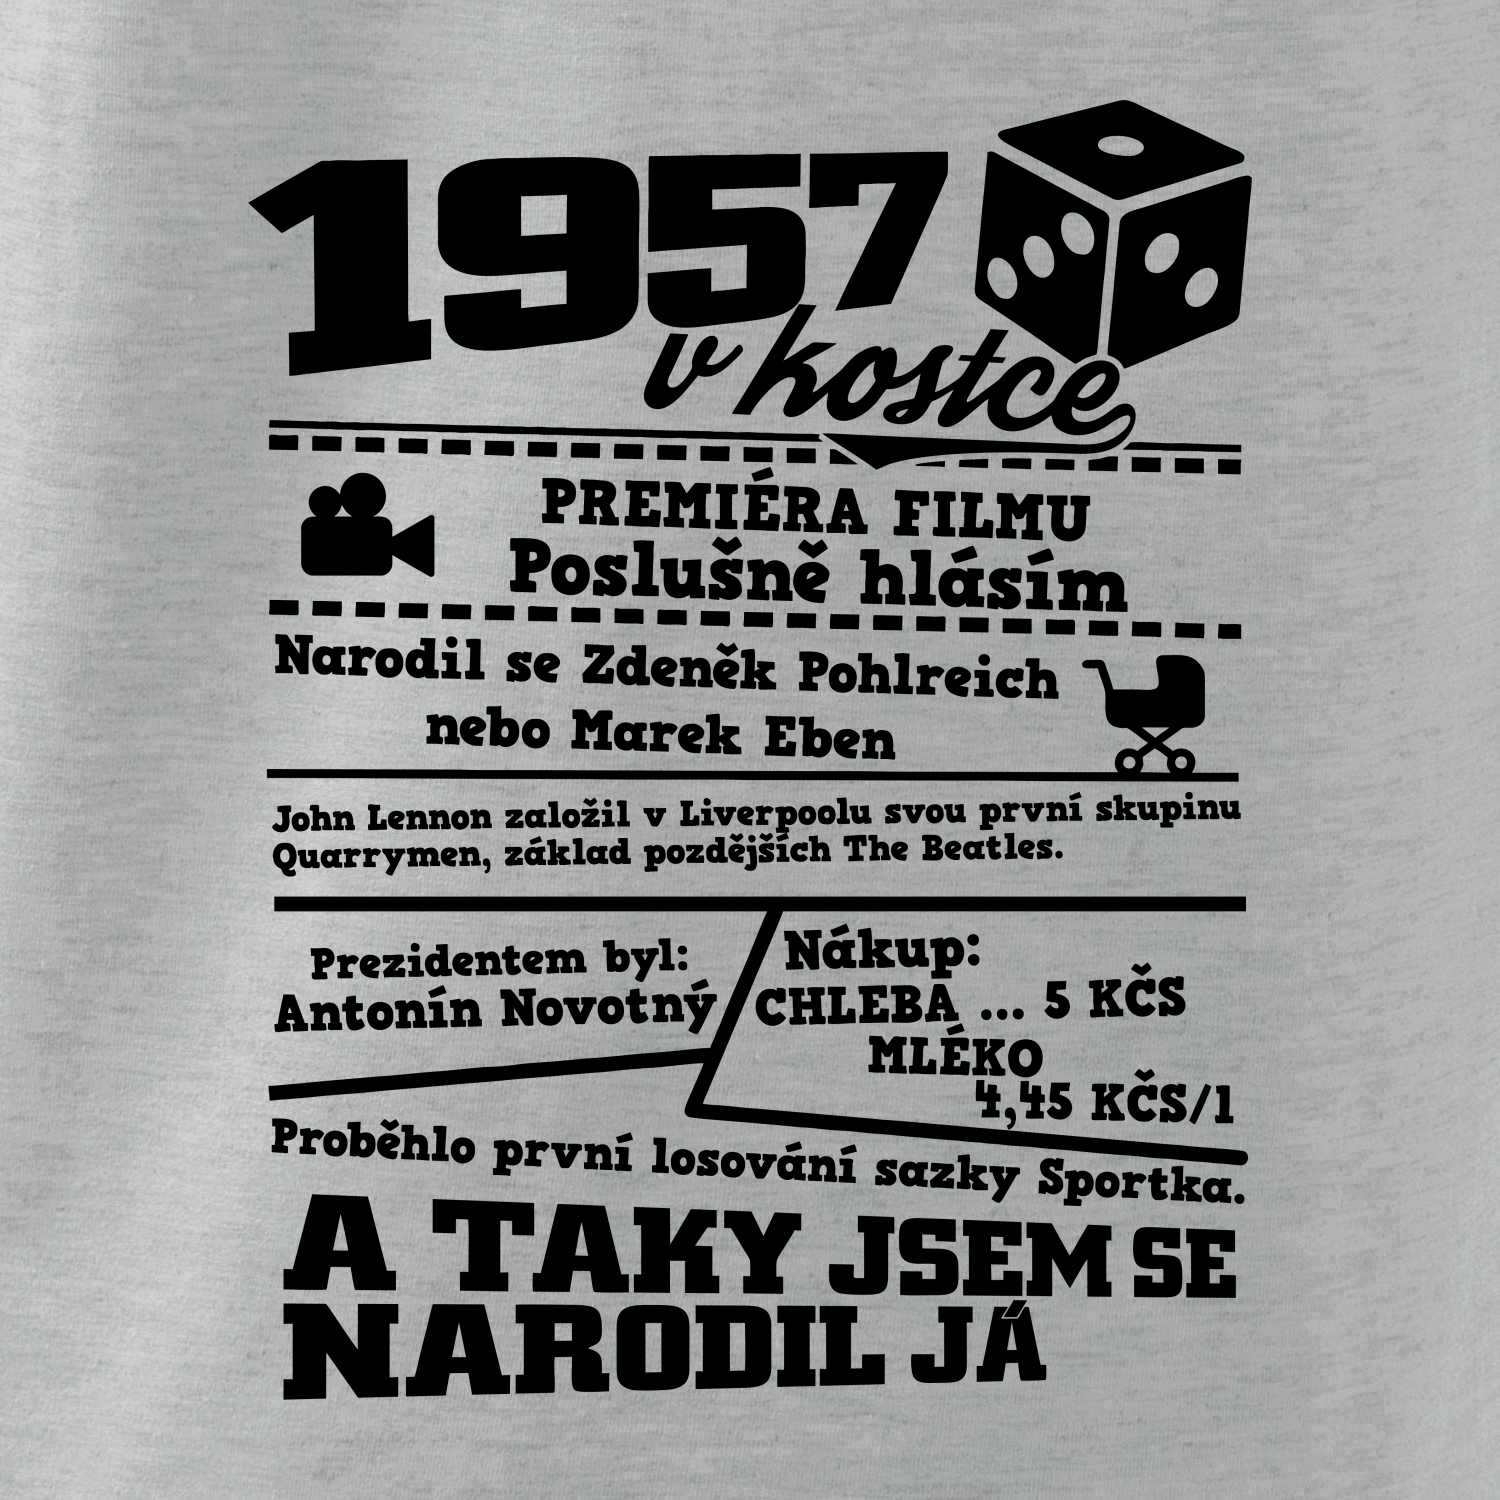 1957
v kostce
PREMIÉRA FILMU
Poslušně hlásím
Narodil se Zdeněk Pohlreich
nebo Marek Eben
John Lennon založil v Liverpoolu svou první skupinu
Quarrymen, základ pozdějších The Beatles.
Prezidentem byl:
Antonín Novotný
Nákup:
CHLEBA ... 5 KČS
MLÉKO
4,45 KČS/l
Proběhlo první losování sazky Sportka.
A TAKY JSEM SE
NARODIL JÁ